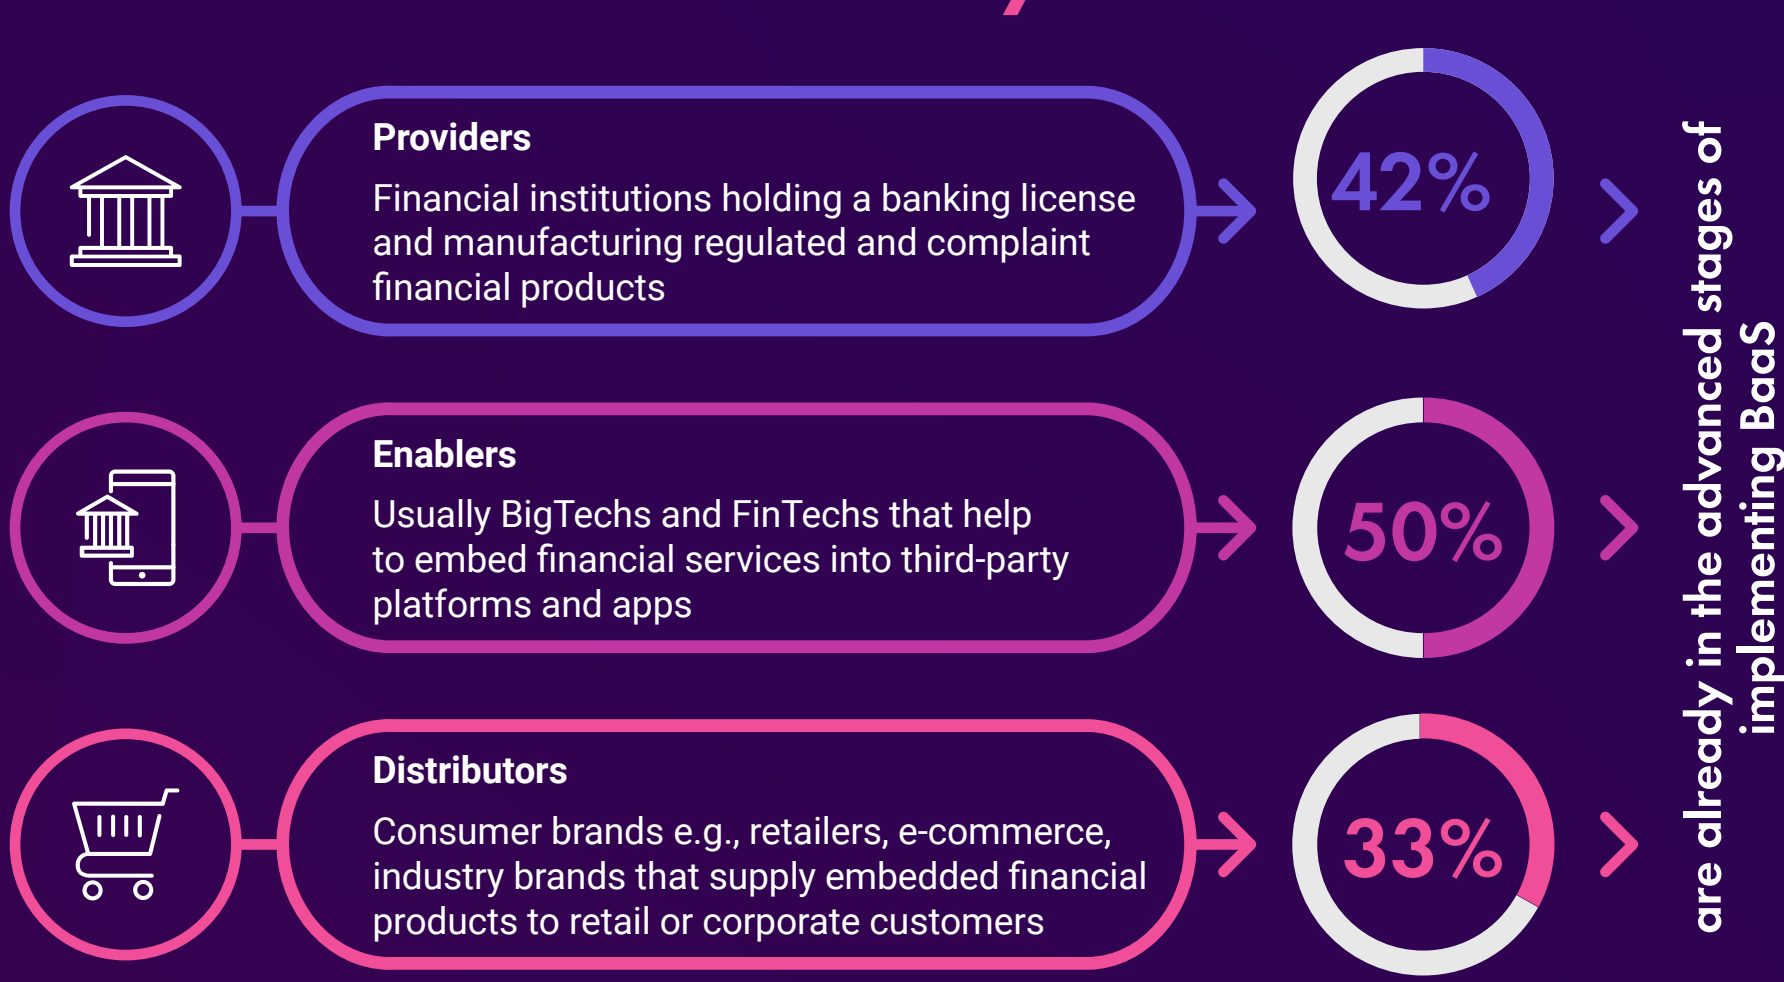 Providers
Financial institutions holding a banking license
and manufacturing regulated and complaint
financial products
42%
Enablers
Usually BigTechs and FinTechs that help
to embed financial services into third-party
platforms and apps
50%
Distributors
Consumer brands e.g., retailers, e-commerce,
industry brands that supply embedded financial
products to retail or corporate customers
33%
are already in the advanced stages of
implementing BaaS